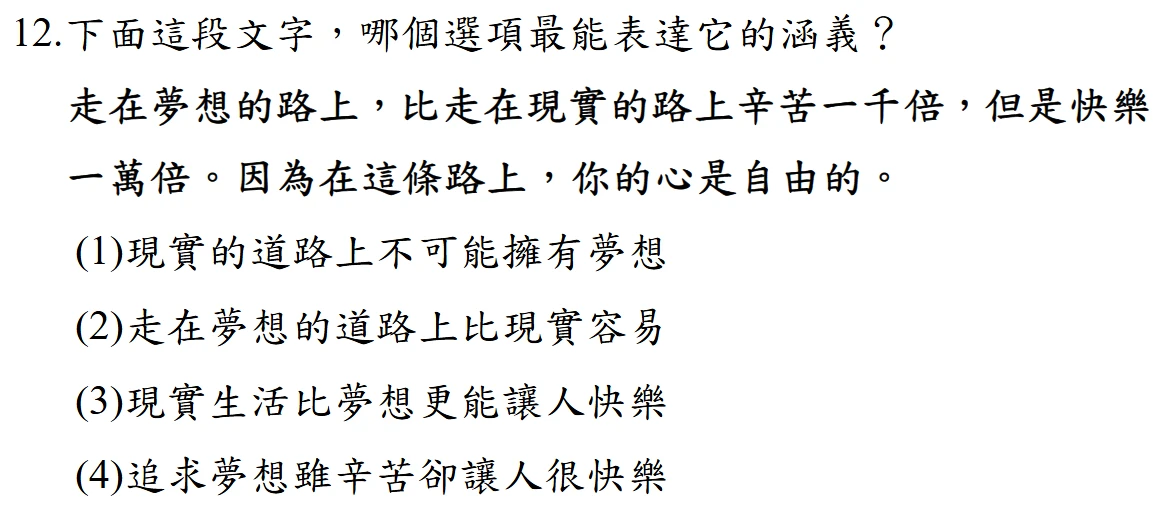 12.下面這段文字，哪個選項最能表達它的涵義？
走在夢想的路上，比走在現實的路上辛苦一千倍，但是快樂
一萬倍。因為在這條路上，你的心是自由的。
(1)現實的道路上不可能擁有夢想
(2)走在夢想的道路上比現實容易
(3)現實生活比夢想更能讓人快樂
(4)追求夢想雖辛苦卻讓人很快樂